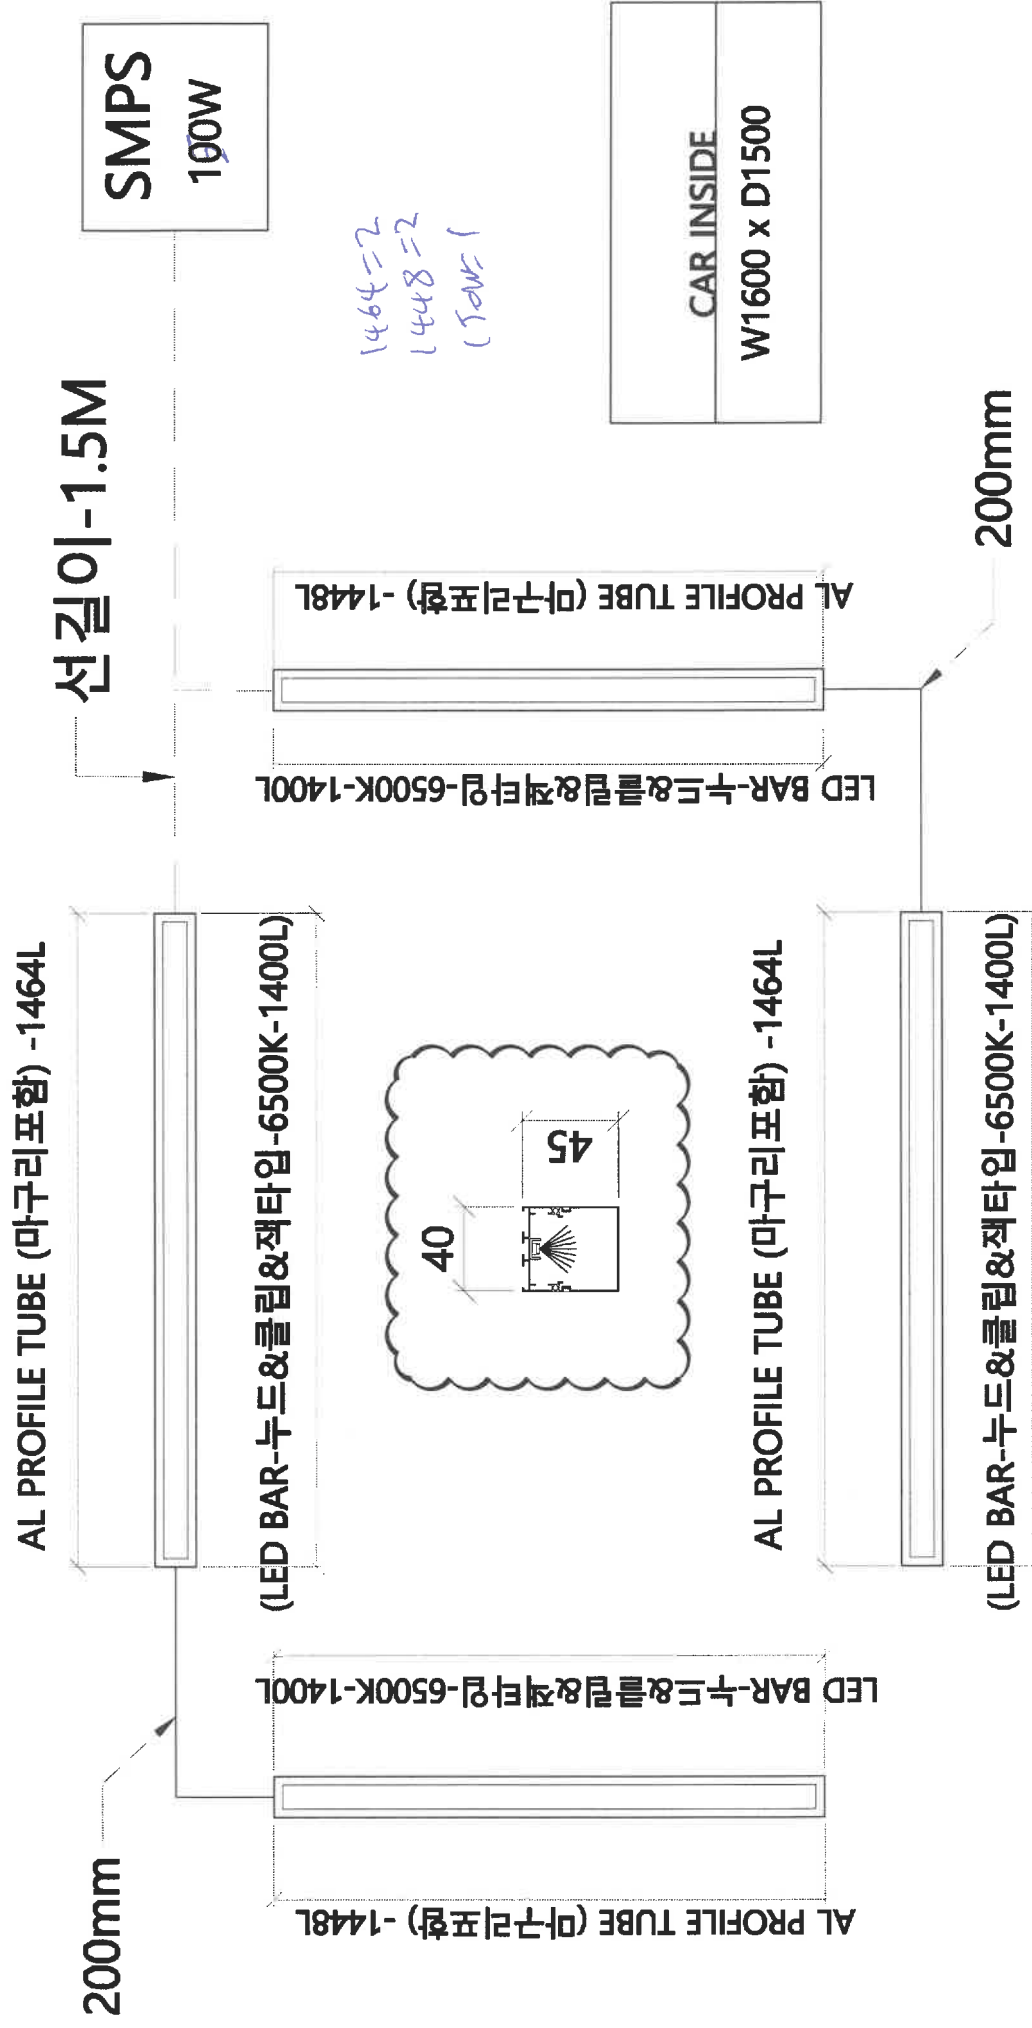 SMPS
100W
선길이-1.5M
1464=2
1448=2
CAR INSIDE
W1600 x D1500
200mm
AL PROFILE TUBE (마구리포함) -1448L
LED BAR-누드&클립&잭타입-6500K-1400L
AL PROFILE TUBE (마구리포함) -1464L
(LED BAR-누드&클립&잭타입-6500K-1400L)
40
45
AL PROFILE TUBE (마구리포함) -1464L
(LED BAR-누드&클립&잭타입-6500K-1400L)
LED BAR-누드&클립&잭타입-6500K-1400L
AL PROFILE TUBE (마구리포함) -1448L
200mm